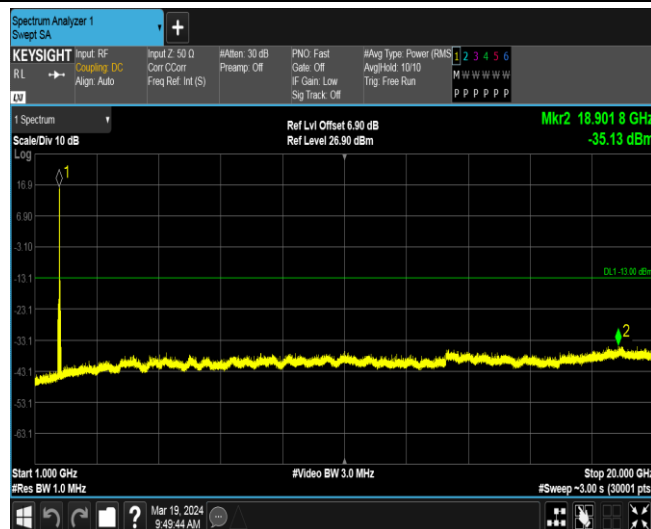 Spectrum Analyzer 1
Swept SA
+
KEYSIGHT
RL
LXI
Input: RF
Coupling: DC
Align: Auto
Input Z: 50 Ω
Corr CCorr
Freq Ref: Int (S)
#Atten: 30 dB
Preamp: Off
PNO: Fast
Gate: Off
IF Gain: Low
Sig Track: Off
#Avg Type: Power (RMS
Avg|Hold: 10/10
Trig: Free Run
1 2 3 4 5 6
M W W W W W
P P P P P P
1 Spectrum
Scale/Div 10 dB
Log
Ref Lvl Offset 6.90 dB
Ref Level 26.90 dBm
Mkr2 18.901 8 GHz
-35.13 dBm
1
16.9
6.90
-3.10
-13.1
DL1 -13.00 dBm
-23.1
2
-33.1
-43.1
-53.1
-63.1
Start 1.000 GHz
#Video BW 3.0 MHz
Stop 20.000 GHz
#Res BW 1.0 MHz
#Sweep ~3.00 s (30001 pts)
?
Mar 19, 2024
9:49:44 AM